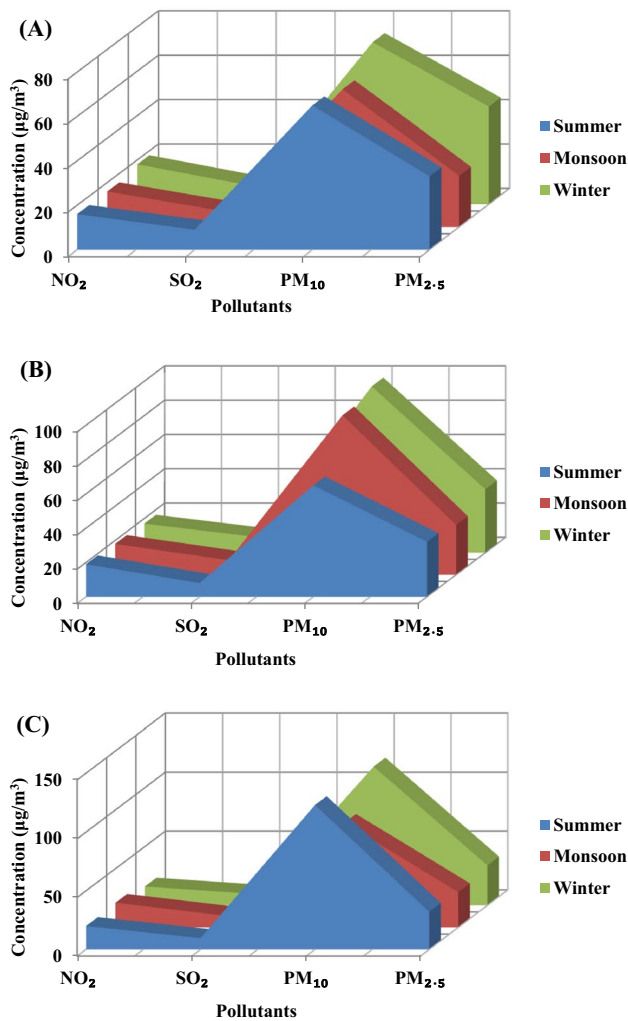 (A)
Concentration (µg/m³)
80
60
40
20
0
NO₂ SO₂ PM₁₀ PM₂.₅
Pollutants
Summer
Monsoon
Winter
(B)
Concentration (µg/m³)
100
80
60
40
20
0
NO₂ SO₂ PM₁₀ PM₂.₅
Pollutants
Summer
Monsoon
Winter
(C)
Concentration (µg/m³)
150
100
50
0
NO₂ SO₂ PM₁₀ PM₂.₅
Pollutants
Summer
Monsoon
Winter